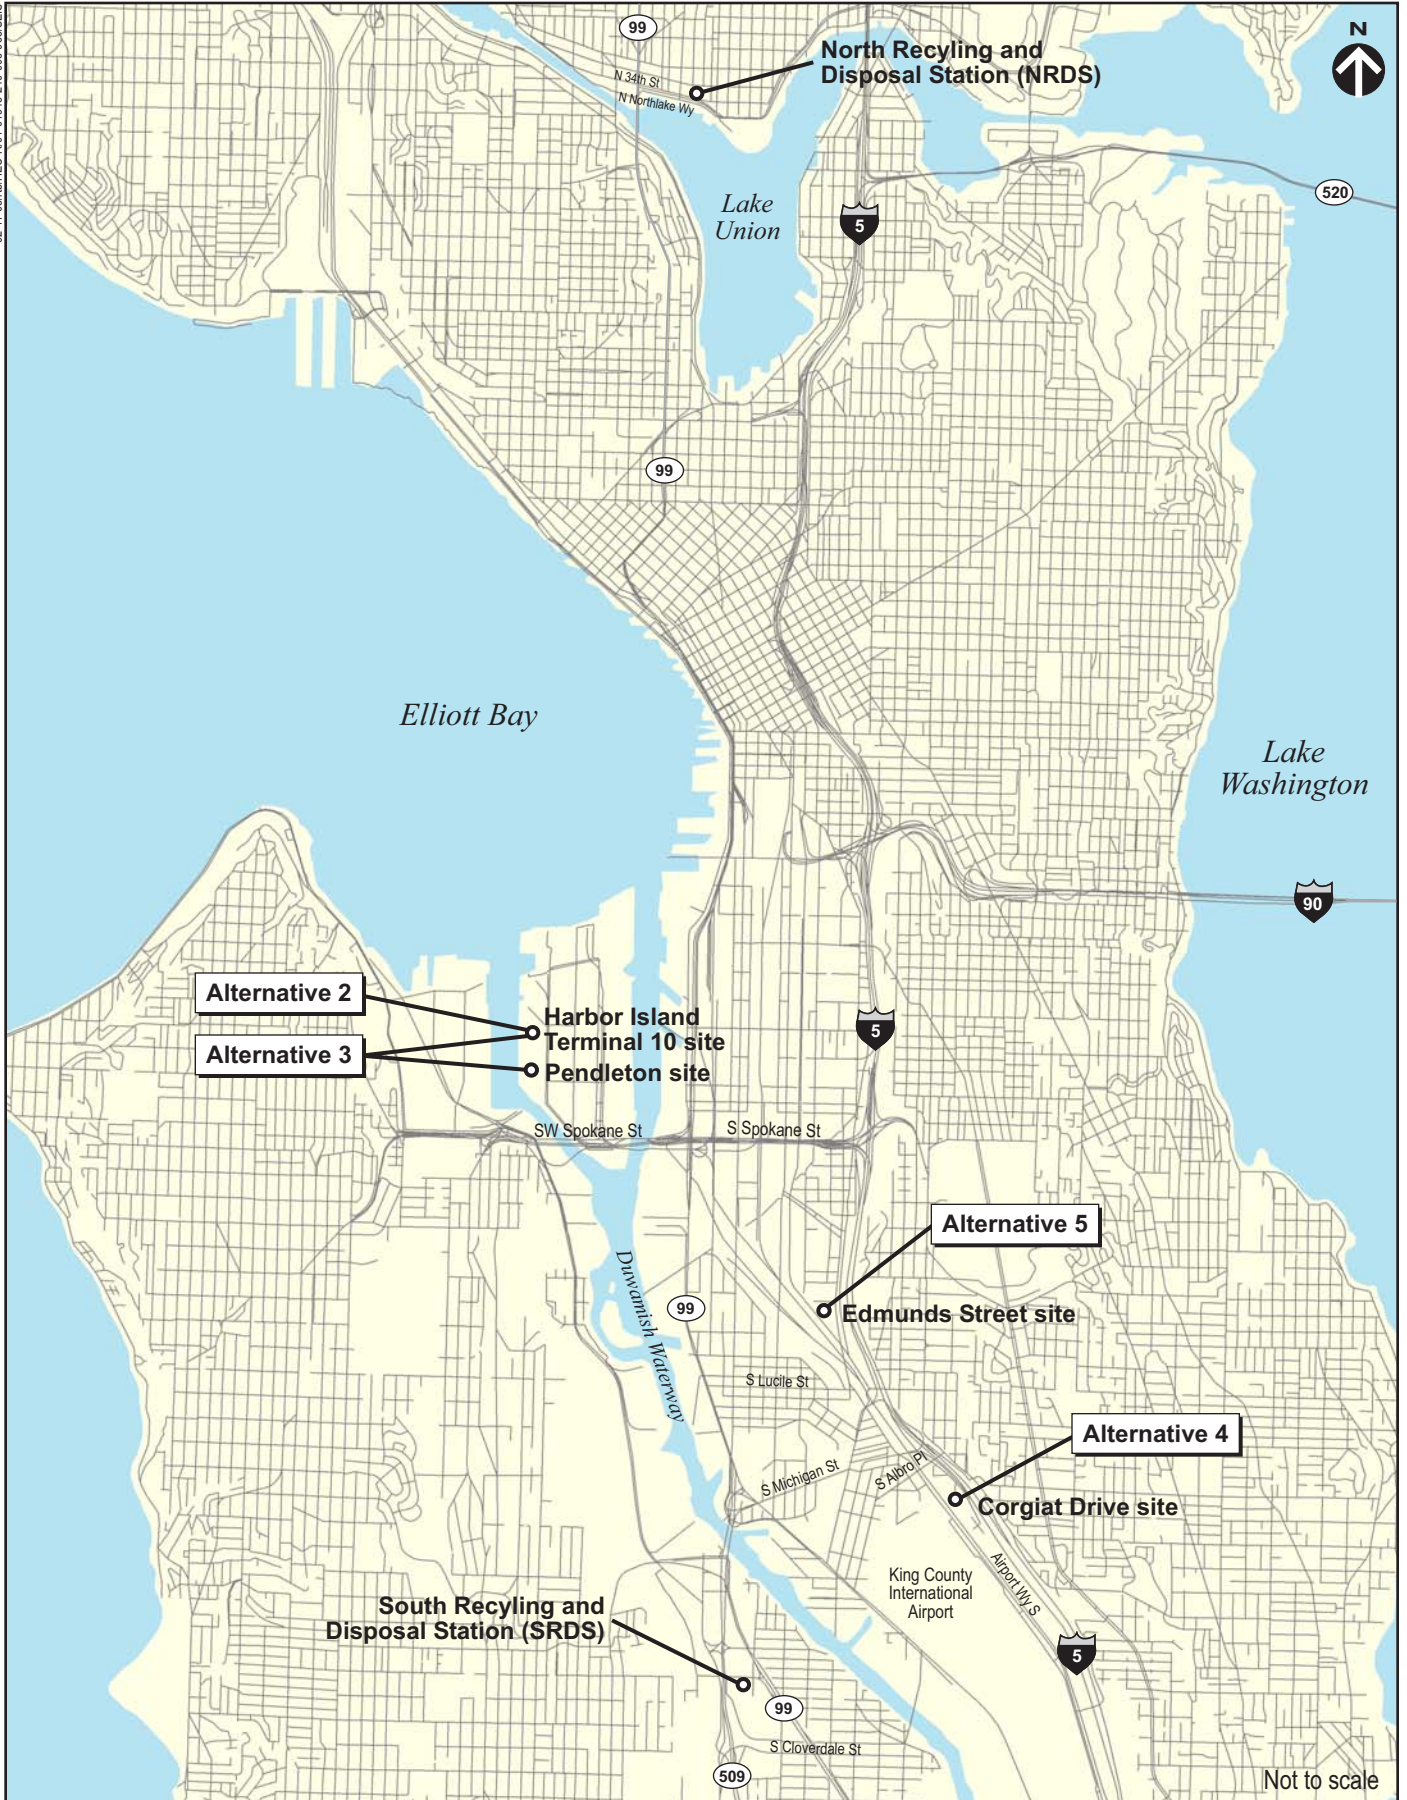 99
North Recyling and
Disposal Station (NRDS)
N
N 34th St
N Northlake Wy
520
Lake
Union
5
99
Elliott Bay
Lake
Washington
90
Alternative 2
Harbor Island
Terminal 10 site
5
Alternative 3
Pendleton site
SW Spokane St
S Spokane St
Alternative 5
Duwamish Waterway
99
Edmunds Street site
S Lucile St
Alternative 4
S Michigan St
S Albro Pl
Corgiat Drive site
King County
International
Airport
Airport Wy S
South Recyling and
Disposal Station (SRDS)
5
99
S Cloverdale St
509
Not to scale